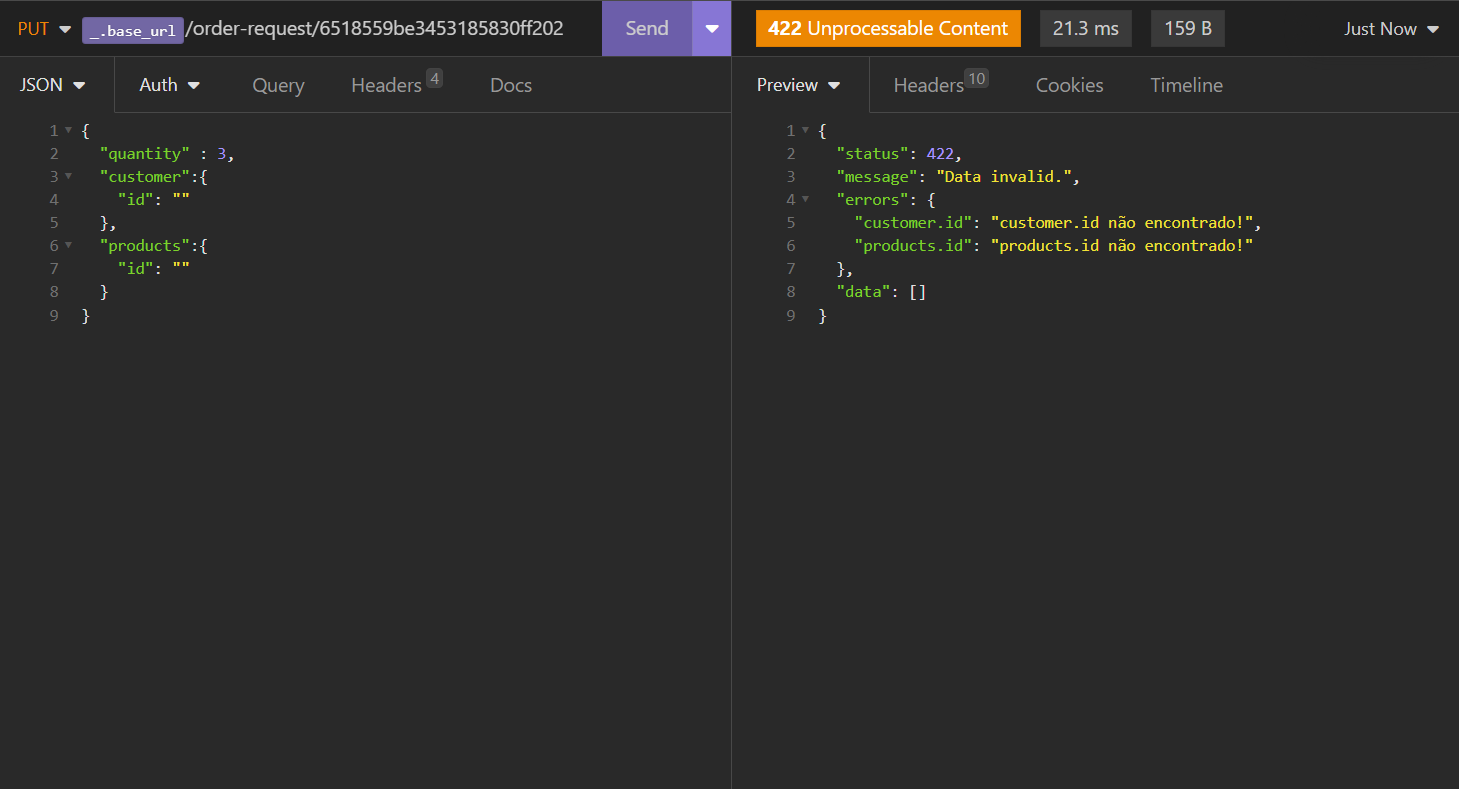 PUT _.base_url /order-request/6518559be3453185830ff202 Send 422 Unprocessable Content 21.3 ms 159 B Just Now
JSON Auth Query Headers 4 Docs
1 {
2 "quantity" : 3,
3 "customer":{
4 "id": ""
5 },
6 "products":{
7 "id": ""
8 }
9 }
Preview Headers 10 Cookies Timeline
1 {
2 "status": 422,
3 "message": "Data invalid.",
4 "errors": {
5 "customer.id": "customer.id não encontrado!",
6 "products.id": "products.id não encontrado!"
7 },
8 "data": []
9 }